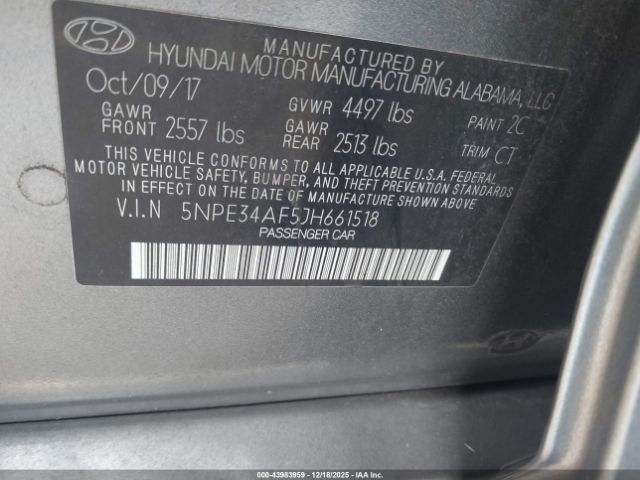 MANUFACTURED BY
HYUNDAI MOTOR MANUFACTURING ALABAMA, LLC
Oct/09/17
GVWR 4497 lbs
PAINT 2C
GAWR FRONT 2557 lbs
GAWR REAR 2513 lbs
TRIM CT
THIS VEHICLE CONFORMS TO ALL APPLICABLE U.S.A. FEDERAL
MOTOR VEHICLE SAFETY, BUMPER, AND THEFT PREVENTION STANDARDS
IN EFFECT ON THE DATE OF MANUFACTURE SHOWN ABOVE.
V.I.N 5NPE34AF5JH661518
PASSENGER CAR
000-43983959 - 12/18/2025 - IAAI.COM